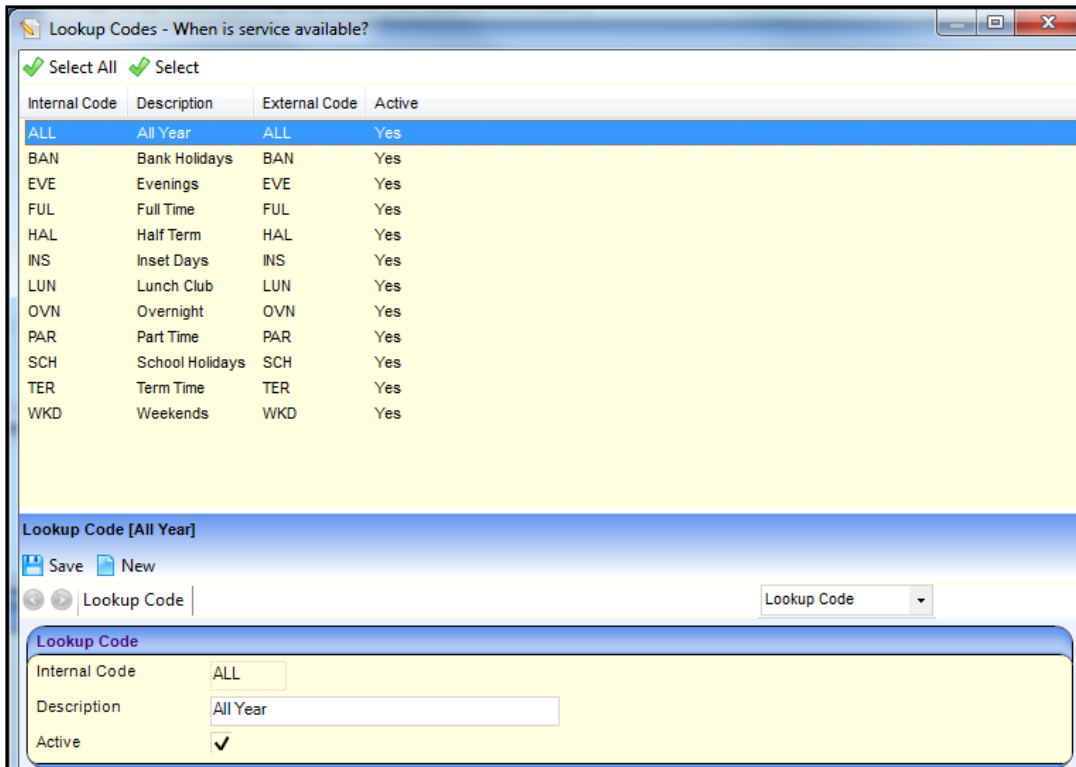 Lookup Codes - When is service available?
Select All Select
Internal Code Description External Code Active
ALL All Year ALL Yes
BAN Bank Holidays BAN Yes
EVE Evenings EVE Yes
FUL Full Time FUL Yes
HAL Half Term HAL Yes
INS Inset Days INS Yes
LUN Lunch Club LUN Yes
OVN Overnight OVN Yes
PAR Part Time PAR Yes
SCH School Holidays SCH Yes
TER Term Time TER Yes
WKD Weekends WKD Yes
Lookup Code [All Year]
Save New
Lookup Code Lookup Code
Lookup Code
Internal Code ALL
Description All Year
Active